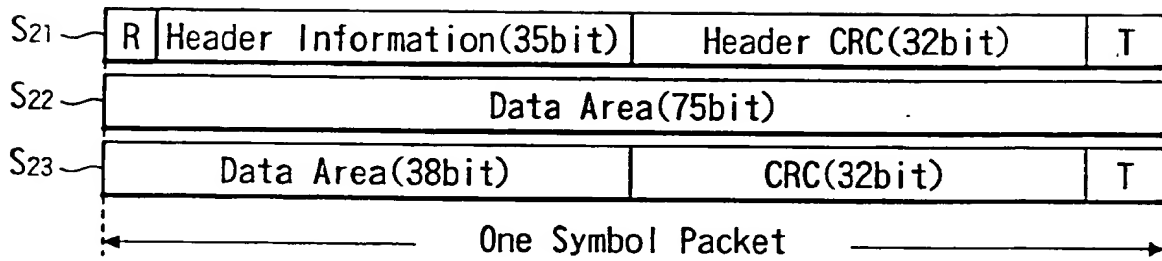 S21 R Header Information(35bit) Header CRC(32bit) T
S22 Data Area(75bit)
S23 Data Area(38bit) CRC(32bit) T
One Symbol Packet